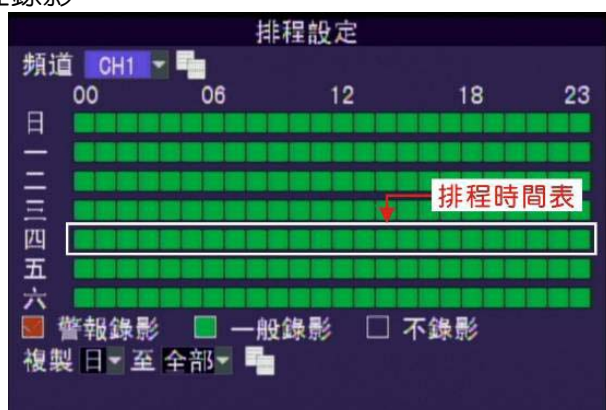 排程設定
頻道 CH1
00 06 12 18 23
日
一
二
排程時間表
三
四
五
六
警報錄影 一般錄影 不錄影
複製 日 至 全部